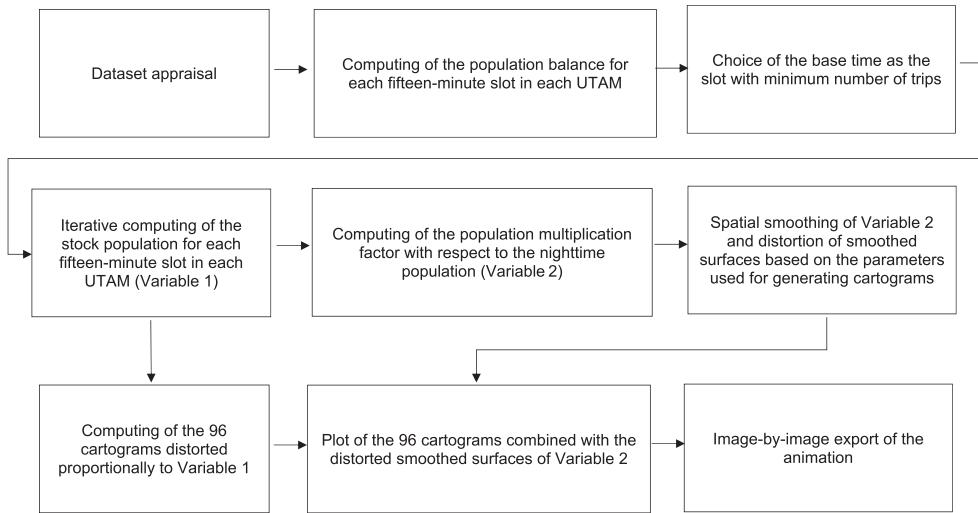 Dataset appraisal
Computing of the population balance for
each fifteen-minute slot in each UTAM
Choice of the base time as the
slot with minimum number of trips
Iterative computing of the
stock population for each
fifteen-minute slot in each
UTAM (Variable 1)
Computing of the population multiplication
factor with respect to the nighttime
population (Variable 2)
Spatial smoothing of Variable 2
and distortion of smoothed
surfaces based on the parameters
used for generating cartograms
Computing of the 96
cartograms distorted
proportionally to Variable 1
Plot of the 96 cartograms combined with the
distorted smoothed surfaces of Variable 2
Image-by-image export of the
animation